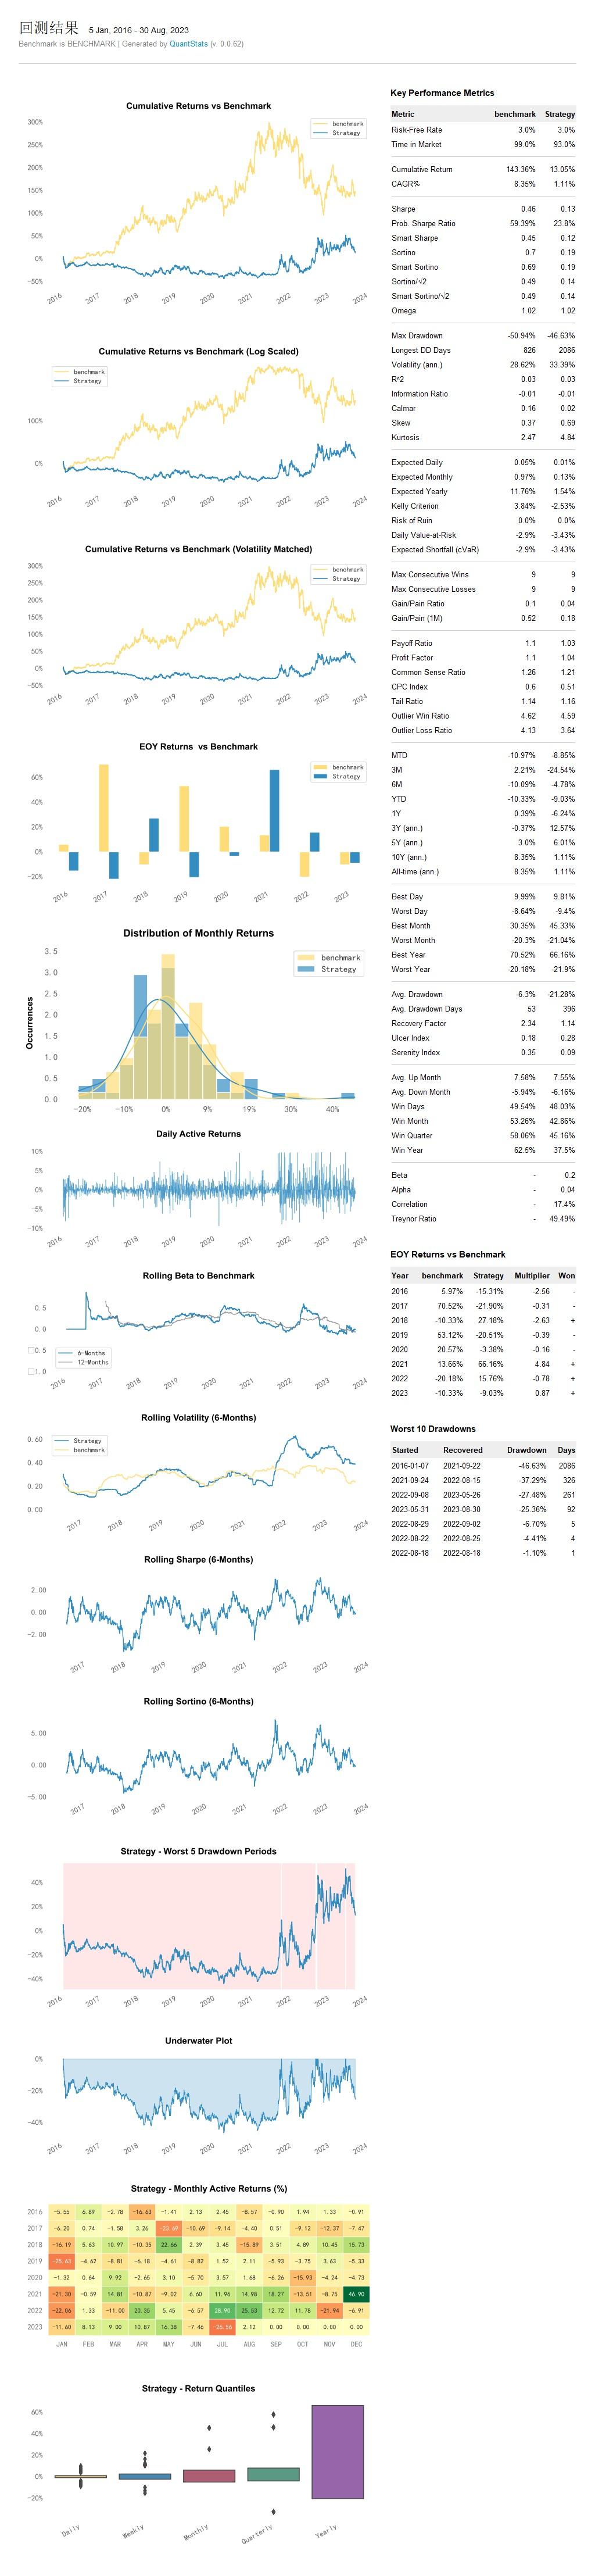 回测结果 5 Jan, 2016 - 30 Aug, 2023
Benchmark is BENCHMARK | Generated by QuantStats (v. 0.0.62)
Cumulative Returns vs Benchmark
benchmark
Strategy
300%
250%
200%
150%
100%
50%
0%
−50%
2016 2017 2018 2019 2020 2021 2022 2023 2024
Cumulative Returns vs Benchmark (Log Scaled)
benchmark
Strategy
100%
0%
2016 2017 2018 2019 2020 2021 2022 2023 2024
Cumulative Returns vs Benchmark (Volatility Matched)
benchmark
Strategy
300%
250%
200%
150%
100%
50%
0%
−50%
2016 2017 2018 2019 2020 2021 2022 2023 2024
EOY Returns vs Benchmark
benchmark
Strategy
60%
40%
20%
0%
−20%
2016 2017 2018 2019 2020 2021 2022 2023
Distribution of Monthly Returns
benchmark
Strategy
Occurrences
3.5
3.0
2.5
2.0
1.5
1.0
0.5
0.0
−20% −10% 0% 9% 19% 30% 40%
Daily Active Returns
10%
5%
0%
−5%
−10%
2016 2017 2018 2019 2020 2021 2022 2023 2024
Rolling Beta to Benchmark
0.5
0.0
□0.5
□1.0
6-Months
12-Months
2016 2017 2018 2019 2020 2021 2022 2023 2024
Rolling Volatility (6-Months)
Strategy
benchmark
0.60
0.40
0.20
0.00
2017 2018 2019 2020 2021 2022 2023 2024
Rolling Sharpe (6-Months)
2.00
0.00
−2.00
2017 2018 2019 2020 2021 2022 2023 2024
Rolling Sortino (6-Months)
5.00
0.00
−5.00
2017 2018 2019 2020 2021 2022 2023 2024
Strategy - Worst 5 Drawdown Periods
40%
20%
0%
−20%
−40%
2016 2017 2018 2019 2020 2021 2022 2023 2024
Underwater Plot
0%
−20%
−40%
2016 2017 2018 2019 2020 2021 2022 2023 2024
Strategy - Monthly Active Returns (%)
2016 −5.55 6.89 −2.78 −16.63 −1.41 2.13 2.45 −8.57 −0.90 1.94 1.33 −0.91
2017 −6.20 0.74 −1.58 3.26 −23.69 −10.69 −9.14 −4.40 0.51 −9.12 −12.37 −7.47
2018 −16.19 5.63 10.97 −10.35 22.66 2.39 3.45 −15.89 3.51 4.89 10.45 15.73
2019 −25.63 −4.62 −8.81 −6.18 −4.61 −8.82 1.52 2.11 −5.93 −3.75 3.63 −5.33
2020 −1.32 0.64 9.92 −2.65 3.10 −5.70 3.57 1.68 −6.26 −15.93 −4.24 −4.73
2021 −21.30 −0.59 14.81 −10.87 −9.02 6.60 11.96 14.98 18.27 −13.51 −8.75 46.90
2022 −22.06 1.33 −11.00 20.35 5.45 −6.57 28.90 25.53 12.72 11.78 −21.94 −6.91
2023 −11.60 8.13 9.00 10.87 16.38 −7.46 −26.56 2.12 0.00 0.00 0.00 0.00
JAN FEB MAR APR MAY JUN JUL AUG SEP OCT NOV DEC
Strategy - Return Quantiles
60%
40%
20%
0%
−20%
Daily Weekly Monthly Quarterly Yearly
Key Performance Metrics
Metric benchmark Strategy
Risk-Free Rate 3.0% 3.0%
Time in Market 99.0% 93.0%
Cumulative Return 143.36% 13.05%
CAGR﹪ 8.35% 1.11%
Sharpe 0.46 0.13
Prob. Sharpe Ratio 59.39% 23.8%
Smart Sharpe 0.45 0.12
Sortino 0.7 0.19
Smart Sortino 0.69 0.19
Sortino/√2 0.49 0.14
Smart Sortino/√2 0.49 0.14
Omega 1.02 1.02
Max Drawdown -50.94% -46.63%
Longest DD Days 826 2086
Volatility (ann.) 28.62% 33.39%
R^2 0.03 0.03
Information Ratio -0.01 -0.01
Calmar 0.16 0.02
Skew 0.37 0.69
Kurtosis 2.47 4.84
Expected Daily 0.05% 0.01%
Expected Monthly 0.97% 0.13%
Expected Yearly 11.76% 1.54%
Kelly Criterion 3.84% -2.53%
Risk of Ruin 0.0% 0.0%
Daily Value-at-Risk -2.9% -3.43%
Expected Shortfall (cVaR) -2.9% -3.43%
Max Consecutive Wins 9 9
Max Consecutive Losses 9 9
Gain/Pain Ratio 0.1 0.04
Gain/Pain (1M) 0.52 0.18
Payoff Ratio 1.1 1.03
Profit Factor 1.1 1.04
Common Sense Ratio 1.26 1.21
CPC Index 0.6 0.51
Tail Ratio 1.14 1.16
Outlier Win Ratio 4.62 4.59
Outlier Loss Ratio 4.13 3.64
MTD -10.97% -8.85%
3M 2.21% -24.54%
6M -10.09% -4.78%
YTD -10.33% -9.03%
1Y 0.39% -6.24%
3Y (ann.) -0.37% 12.57%
5Y (ann.) 3.0% 6.01%
10Y (ann.) 8.35% 1.11%
All-time (ann.) 8.35% 1.11%
Best Day 9.99% 9.81%
Worst Day -8.64% -9.4%
Best Month 30.35% 45.33%
Worst Month -20.3% -21.04%
Best Year 70.52% 66.16%
Worst Year -20.18% -21.9%
Avg. Drawdown -6.3% -21.28%
Avg. Drawdown Days 53 396
Recovery Factor 2.34 1.14
Ulcer Index 0.18 0.28
Serenity Index 0.35 0.09
Avg. Up Month 7.58% 7.55%
Avg. Down Month -5.94% -6.16%
Win Days 49.54% 48.03%
Win Month 53.26% 42.86%
Win Quarter 58.06% 45.16%
Win Year 62.5% 37.5%
Beta - 0.2
Alpha - 0.04
Correlation - 17.4%
Treynor Ratio - 49.49%
EOY Returns vs Benchmark
Year benchmark Strategy Multiplier Won
2016 5.97% -15.31% -2.56 -
2017 70.52% -21.90% -0.31 -
2018 -10.33% 27.18% -2.63 +
2019 53.12% -20.51% -0.39 -
2020 20.57% -3.38% -0.16 -
2021 13.66% 66.16% 4.84 +
2022 -20.18% 15.76% -0.78 +
2023 -10.33% -9.03% 0.87 +
Worst 10 Drawdowns
Started Recovered Drawdown Days
2016-01-07 2021-09-22 -46.63% 2086
2021-09-24 2022-08-15 -37.29% 326
2022-09-08 2023-05-26 -27.48% 261
2023-05-31 2023-08-30 -25.36% 92
2022-08-29 2022-09-02 -6.70% 5
2022-08-22 2022-08-25 -4.41% 4
2022-08-18 2022-08-18 -1.10% 1